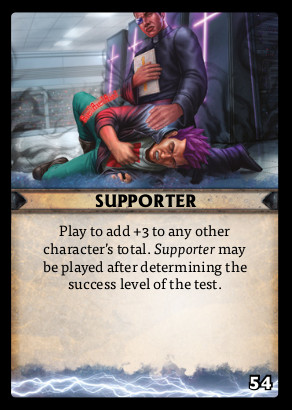 SUPPORTER
Play to add +3 to any other
character's total. Supporter may
be played after determining the
success level of the test.
54